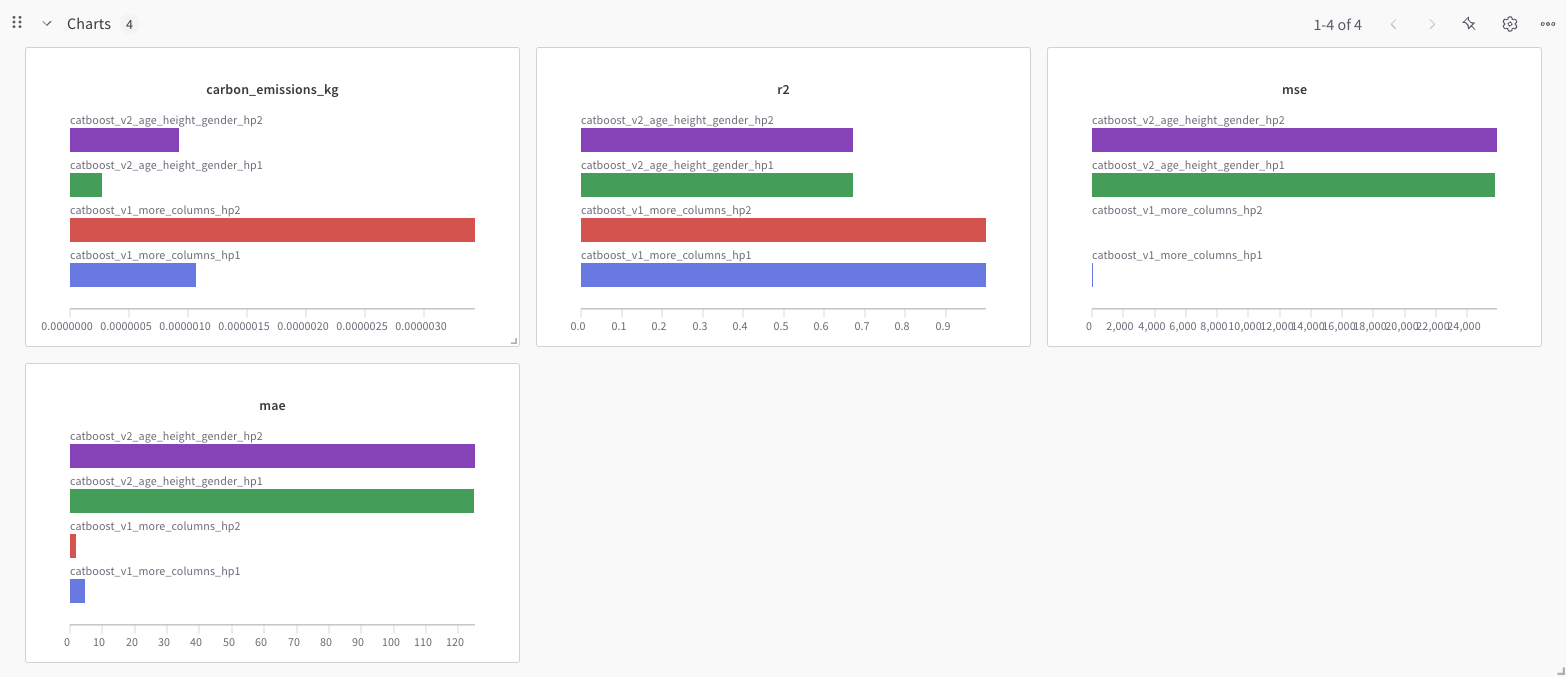 Charts 4
1-4 of 4
carbon_emissions_kg
catboost_v2_age_height_gender_hp2
catboost_v2_age_height_gender_hp1
catboost_v1_more_columns_hp2
catboost_v1_more_columns_hp1
0.0000000 0.0000005 0.0000010 0.0000015 0.0000020 0.0000025 0.0000030
r2
catboost_v2_age_height_gender_hp2
catboost_v2_age_height_gender_hp1
catboost_v1_more_columns_hp2
catboost_v1_more_columns_hp1
0.0 0.1 0.2 0.3 0.4 0.5 0.6 0.7 0.8 0.9
mse
catboost_v2_age_height_gender_hp2
catboost_v2_age_height_gender_hp1
catboost_v1_more_columns_hp2
catboost_v1_more_columns_hp1
0 2,000 4,000 6,000 8,000 10,000 12,000 14,000 16,000 18,000 20,000 22,000 24,000
mae
catboost_v2_age_height_gender_hp2
catboost_v2_age_height_gender_hp1
catboost_v1_more_columns_hp2
catboost_v1_more_columns_hp1
0 10 20 30 40 50 60 70 80 90 100 110 120